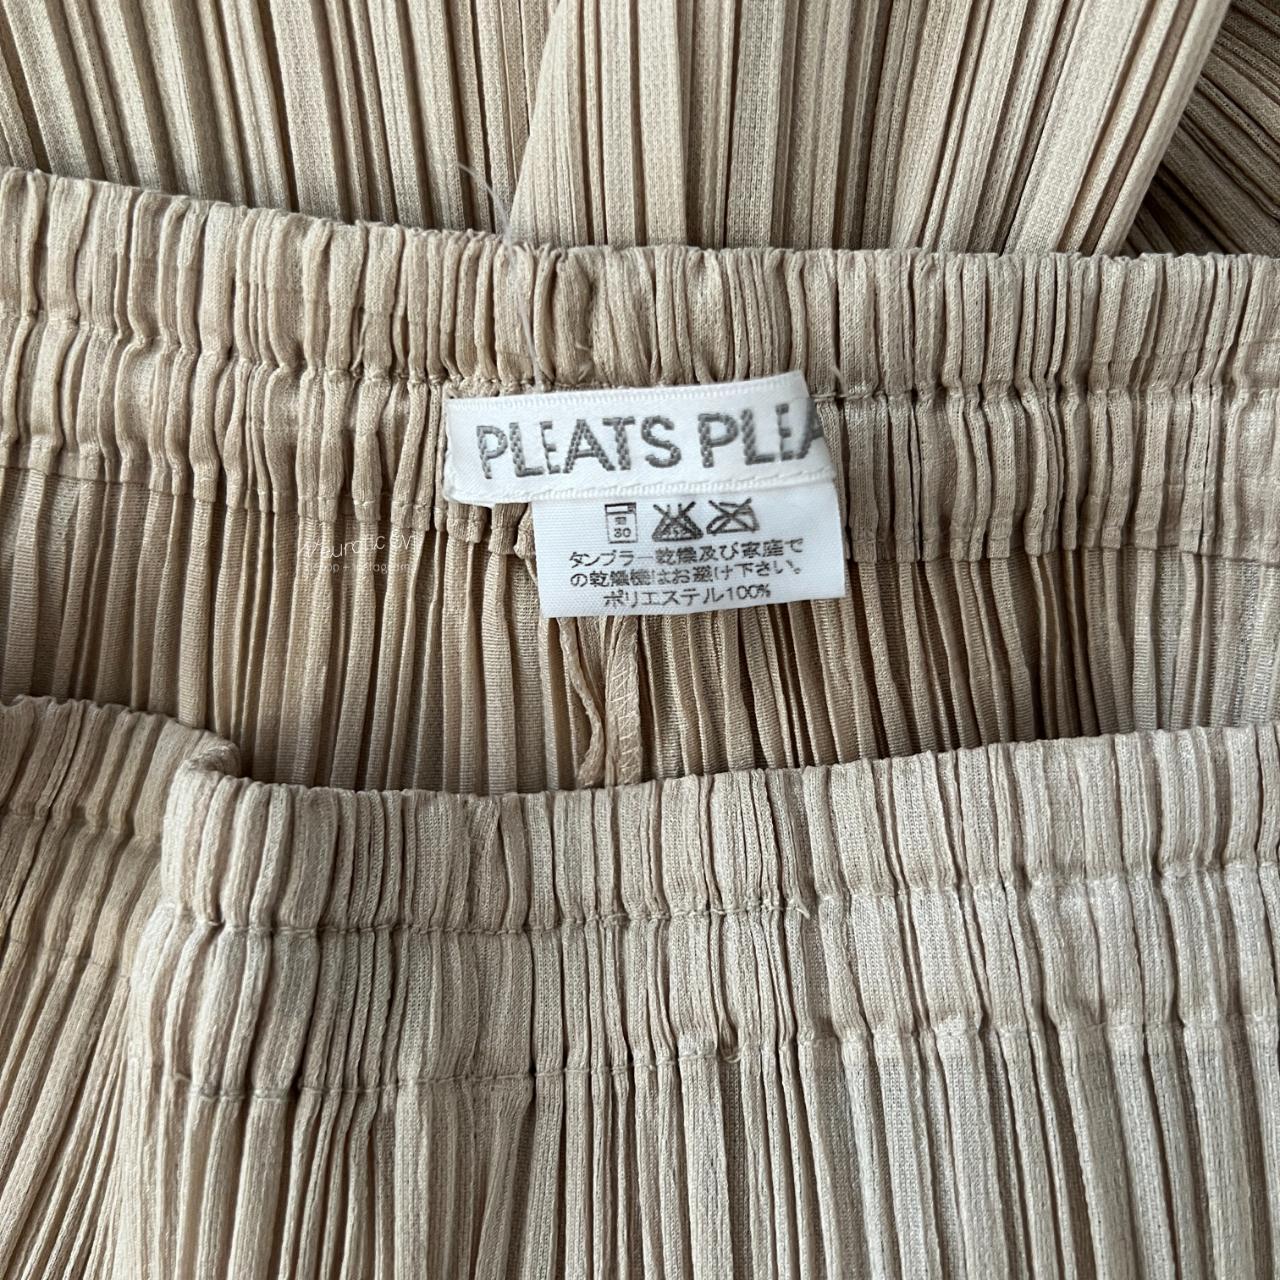 PLEATS PLEA
弱
30
タンブラー乾燥及び家庭で
の乾燥機はお避け下さい。
ポリエステル100%